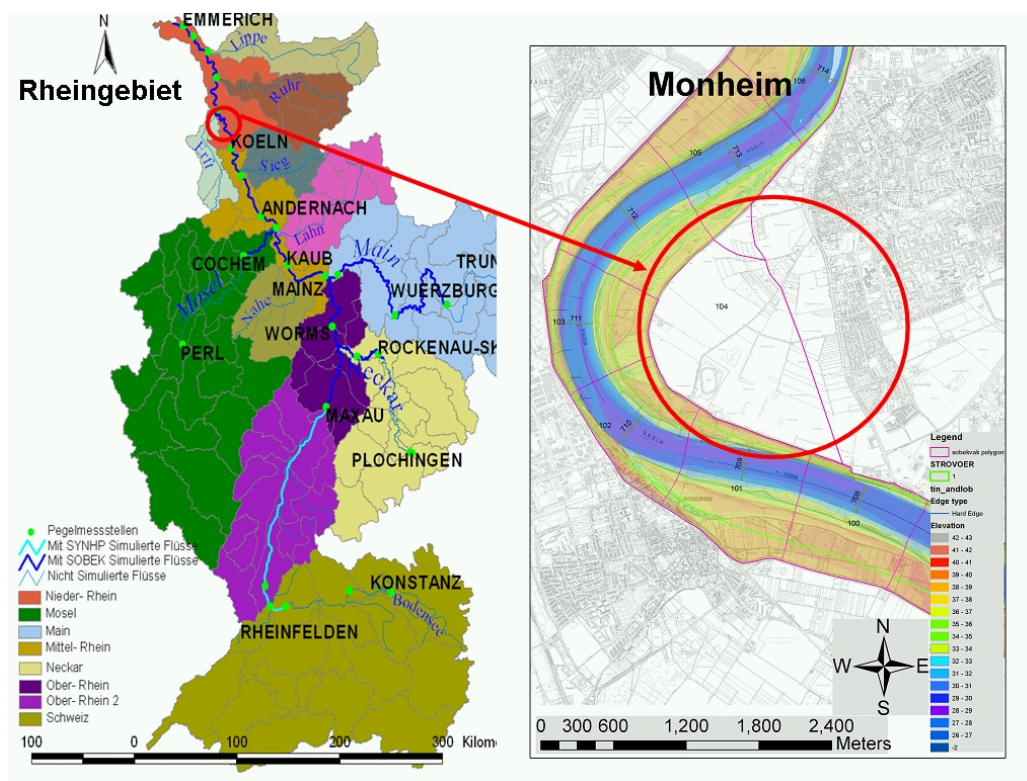 N
Rheingebiet
EMMERICH
Lippe
Ruhr
KOELN
Erft
Sieg
ANDERNACH
Lahn
COCHEM
KAUB
Main
TRUN
Mosel
MAINZ
WUERZBURG
Nahe
WORMS
PERL
ROCKENAU-SK
Neckar
MAXAU
PLOCHINGEN
KONSTANZ
Bodensee
RHEINFELDEN
Pegelmessstellen
Mit SYNHP Simulierte Flüsse
Mit SOBEK Simulierte Flüsse
Nicht Simulierte Flüsse
Nieder- Rhein
Mosel
Main
Mittel- Rhein
Neckar
Ober- Rhein
Ober- Rhein 2
Schweiz
100 0 100 200 300 Kilome
Monheim
106
714
105
713
712
104
103
711
102
710
709
101
708
100
Legend
sobekvak polygon
STROVOER
1
tin_andlob
Edge type
Hard Edge
Elevation
42 - 43
41 - 42
40 - 41
39 - 40
38 - 39
37 - 38
36 - 37
35 - 36
34 - 35
33 - 34
32 - 33
31 - 32
30 - 31
29 - 30
28 - 29
27 - 28
26 - 27
-2
N
W
E
S
0 300 600 1,200 1,800 2,400
Meters